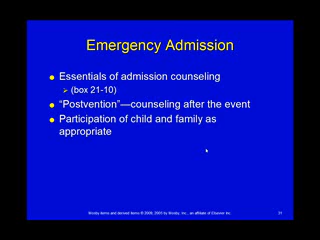 Emergency Admission
Essentials of admission counseling
(box 21-10)
“Postvention”—counseling after the event
Participation of child and family as
appropriate
Mosby items and derived items © 2009, 2005 by Mosby, Inc., an affiliate of Elsevier Inc.
31